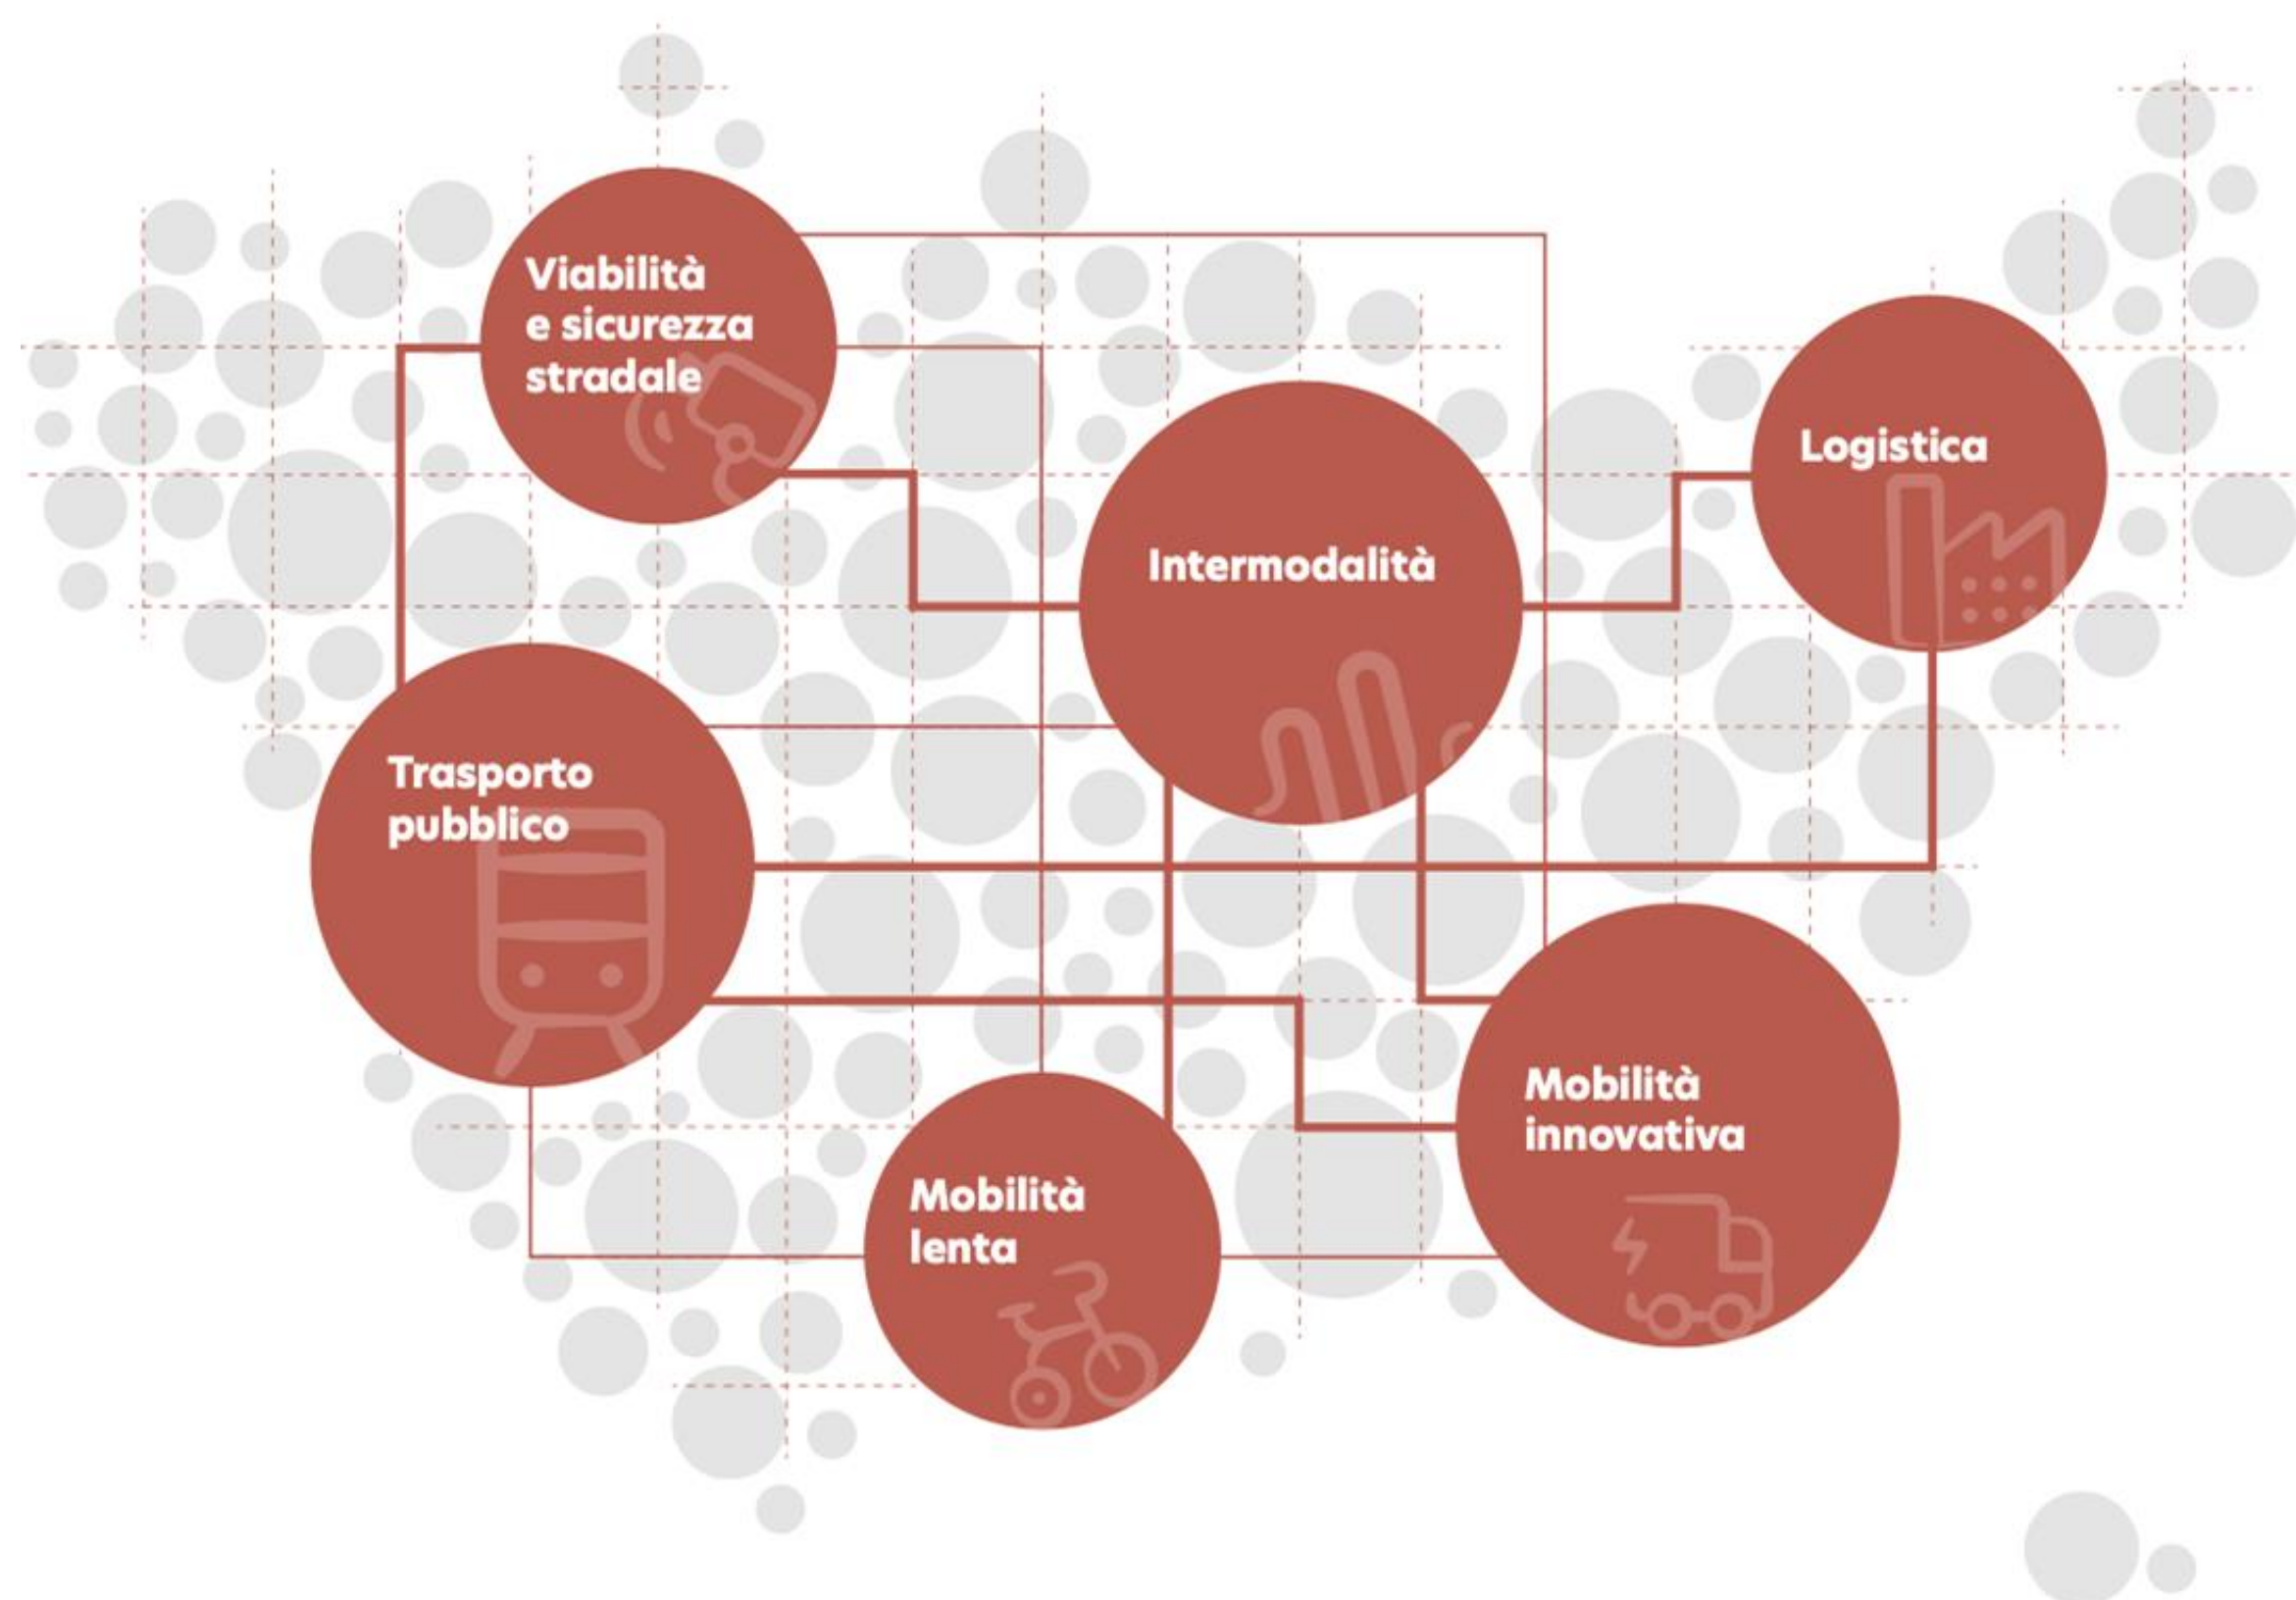 Viabilità
e sicurezza
stradale
Logistica
Intermodalità
Trasporto
pubblico
Mobilità
innovativa
Mobilità
lenta